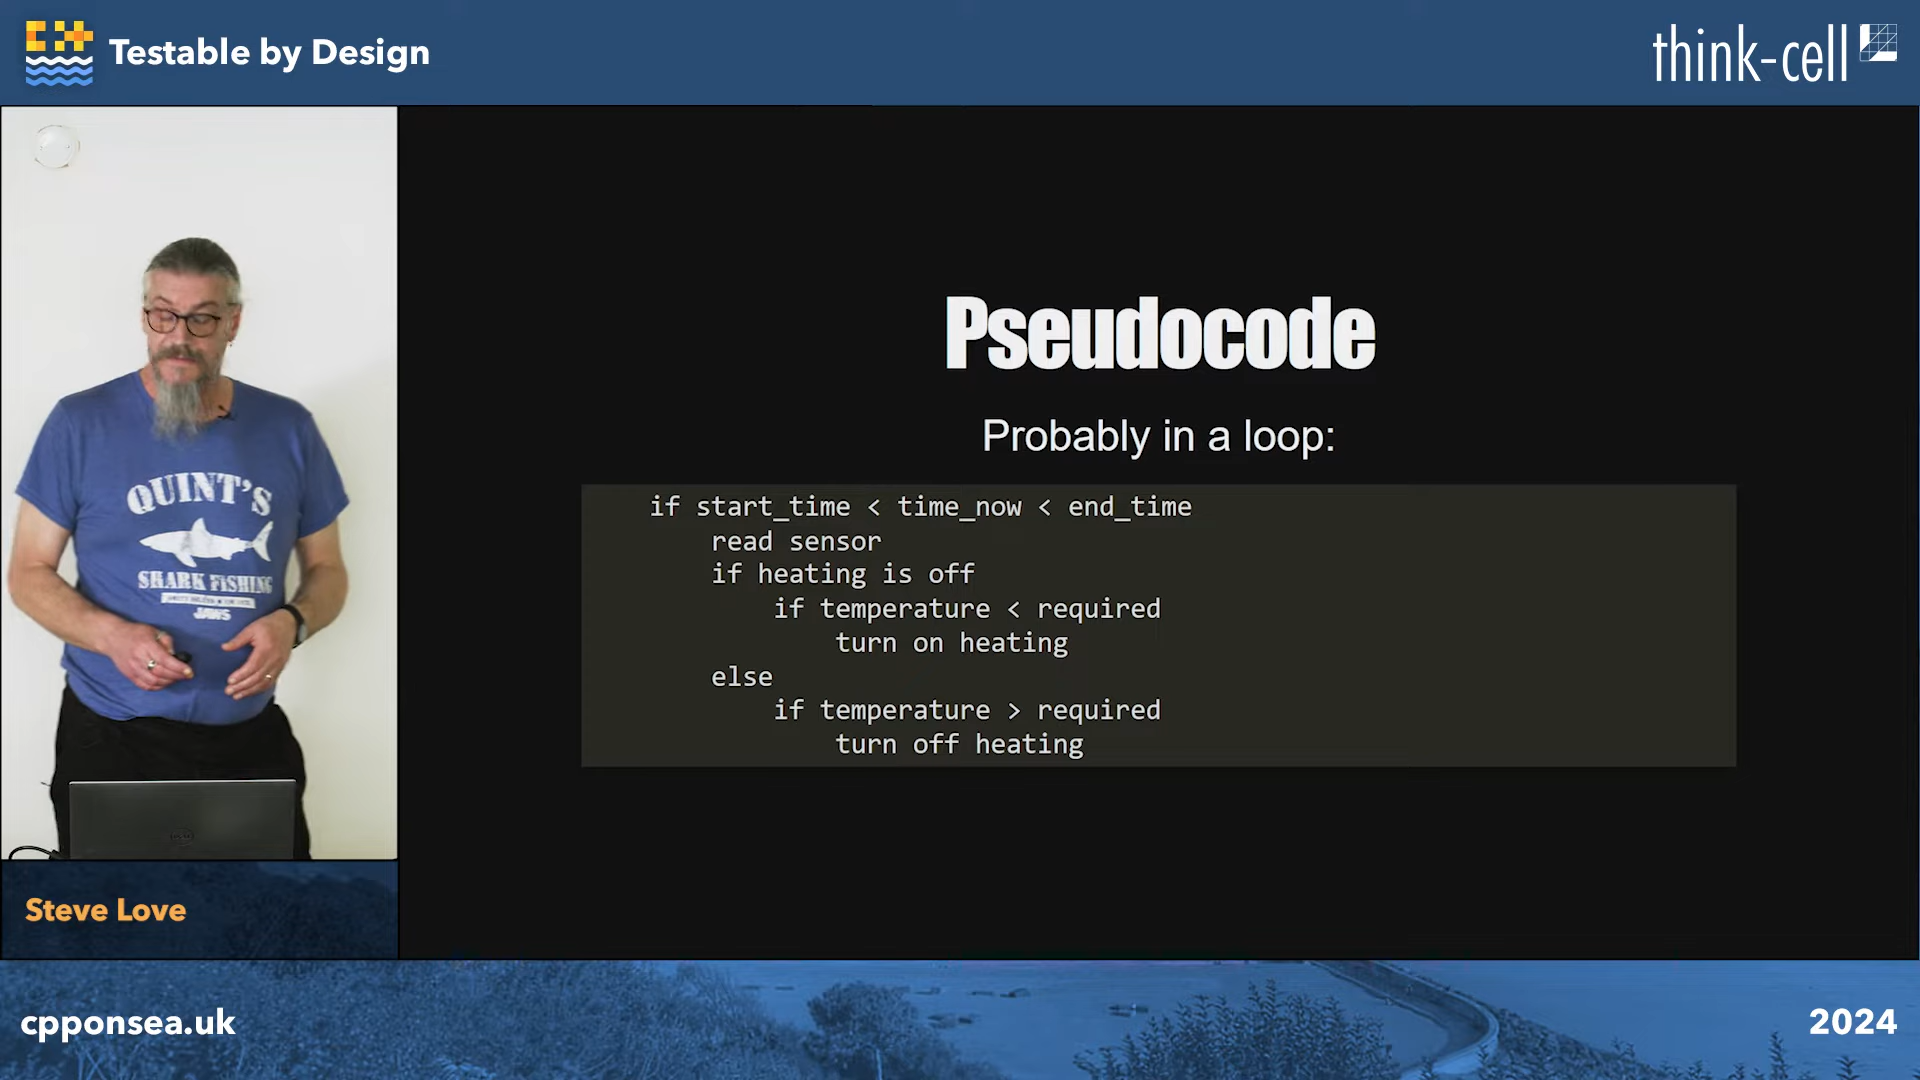 Testable by Design
think-cell
QUINT'S
SHARK FISHING
JAWS
Pseudocode
Probably in a loop:
if start_time < time_now < end_time
read sensor
if heating is off
if temperature < required
turn on heating
else
if temperature > required
turn off heating
Steve Love
cpponsea.uk
2024